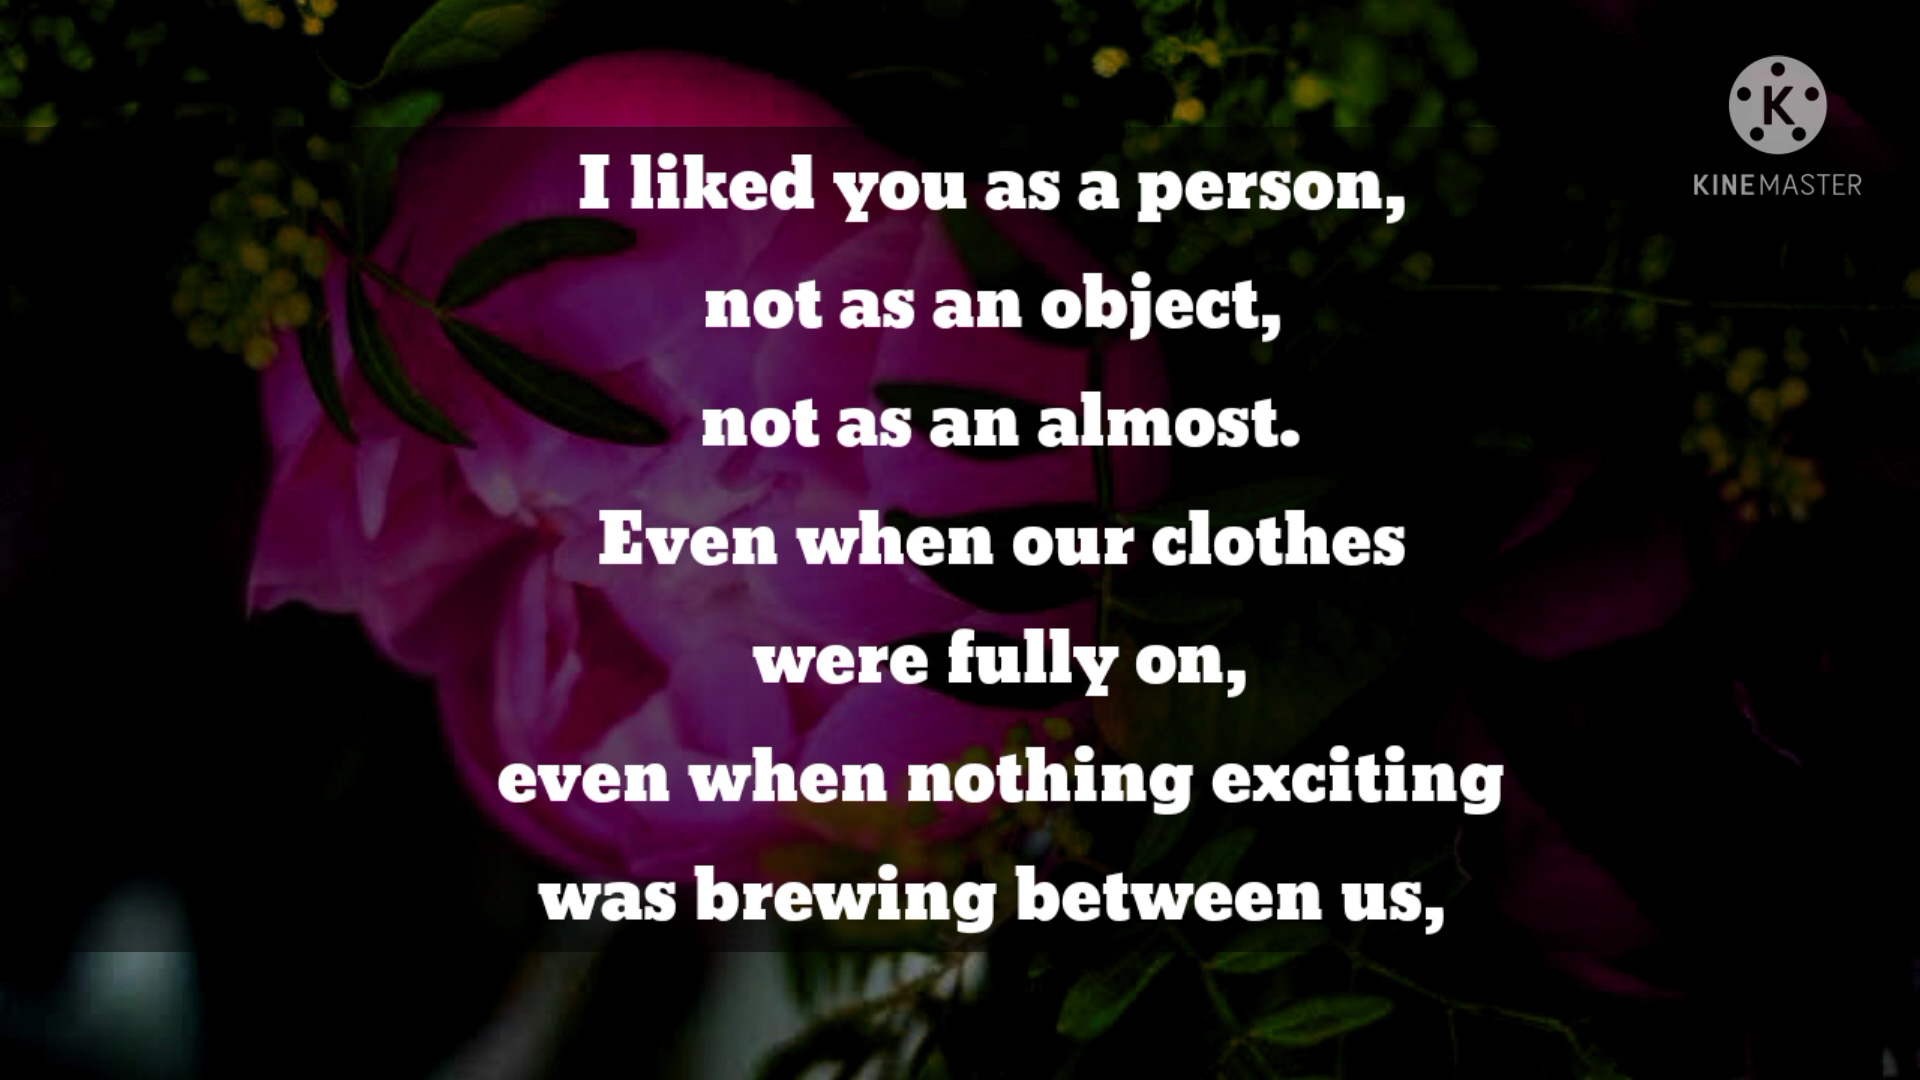 I liked you as a person,
not as an object,
not as an almost.
Even when our clothes
were fully on,
even when nothing exciting
was brewing between us,
K
KINEMASTER